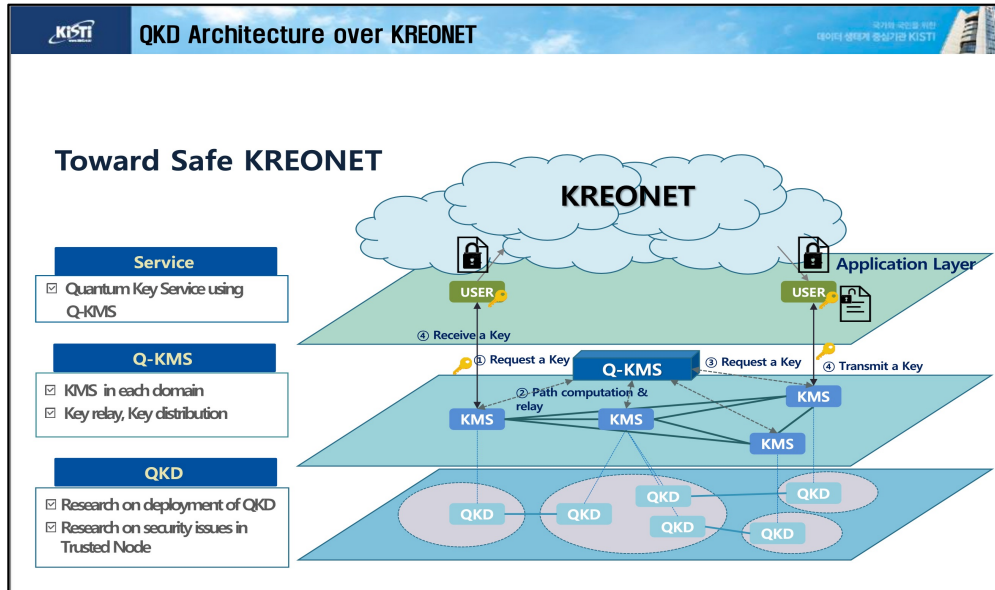 KiSTi
www.kisti.re.kr
QKD Architecture over KREONET
국가와 국민을 위한
데이터 생태계 중심기관 KISTI
Toward Safe KREONET
KREONET
Service
☑ Quantum Key Service using
Q-KMS
Q-KMS
☑ KMS in each domain
☑ Key relay, Key distribution
QKD
☑ Research on deployment of QKD
☑ Research on security issues in
Trusted Node
Application Layer
USER
USER
④ Receive a Key
① Request a Key
Q-KMS
③ Request a Key
④ Transmit a Key
② Path computation &
relay
KMS
KMS
KMS
KMS
QKD
QKD
QKD
QKD
QKD
QKD